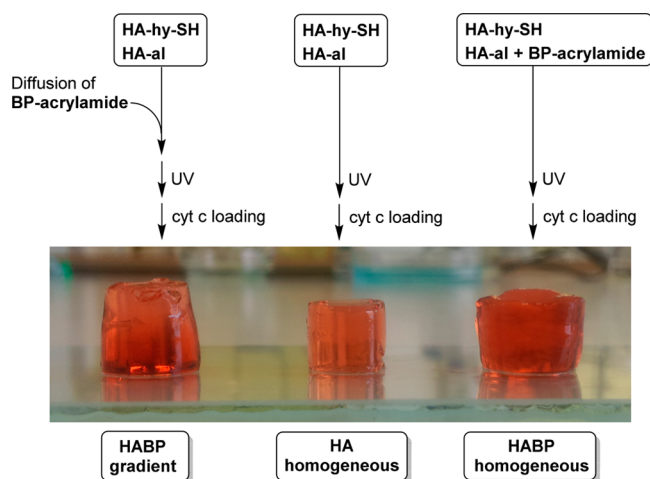 HA-hy-SH
HA-al
HA-hy-SH
HA-al
HA-hy-SH
HA-al + BP-acrylamide
Diffusion of
BP-acrylamide
UV
UV
UV
cyt c loading
cyt c loading
cyt c loading
HABP
gradient
HA
homogeneous
HABP
homogeneous